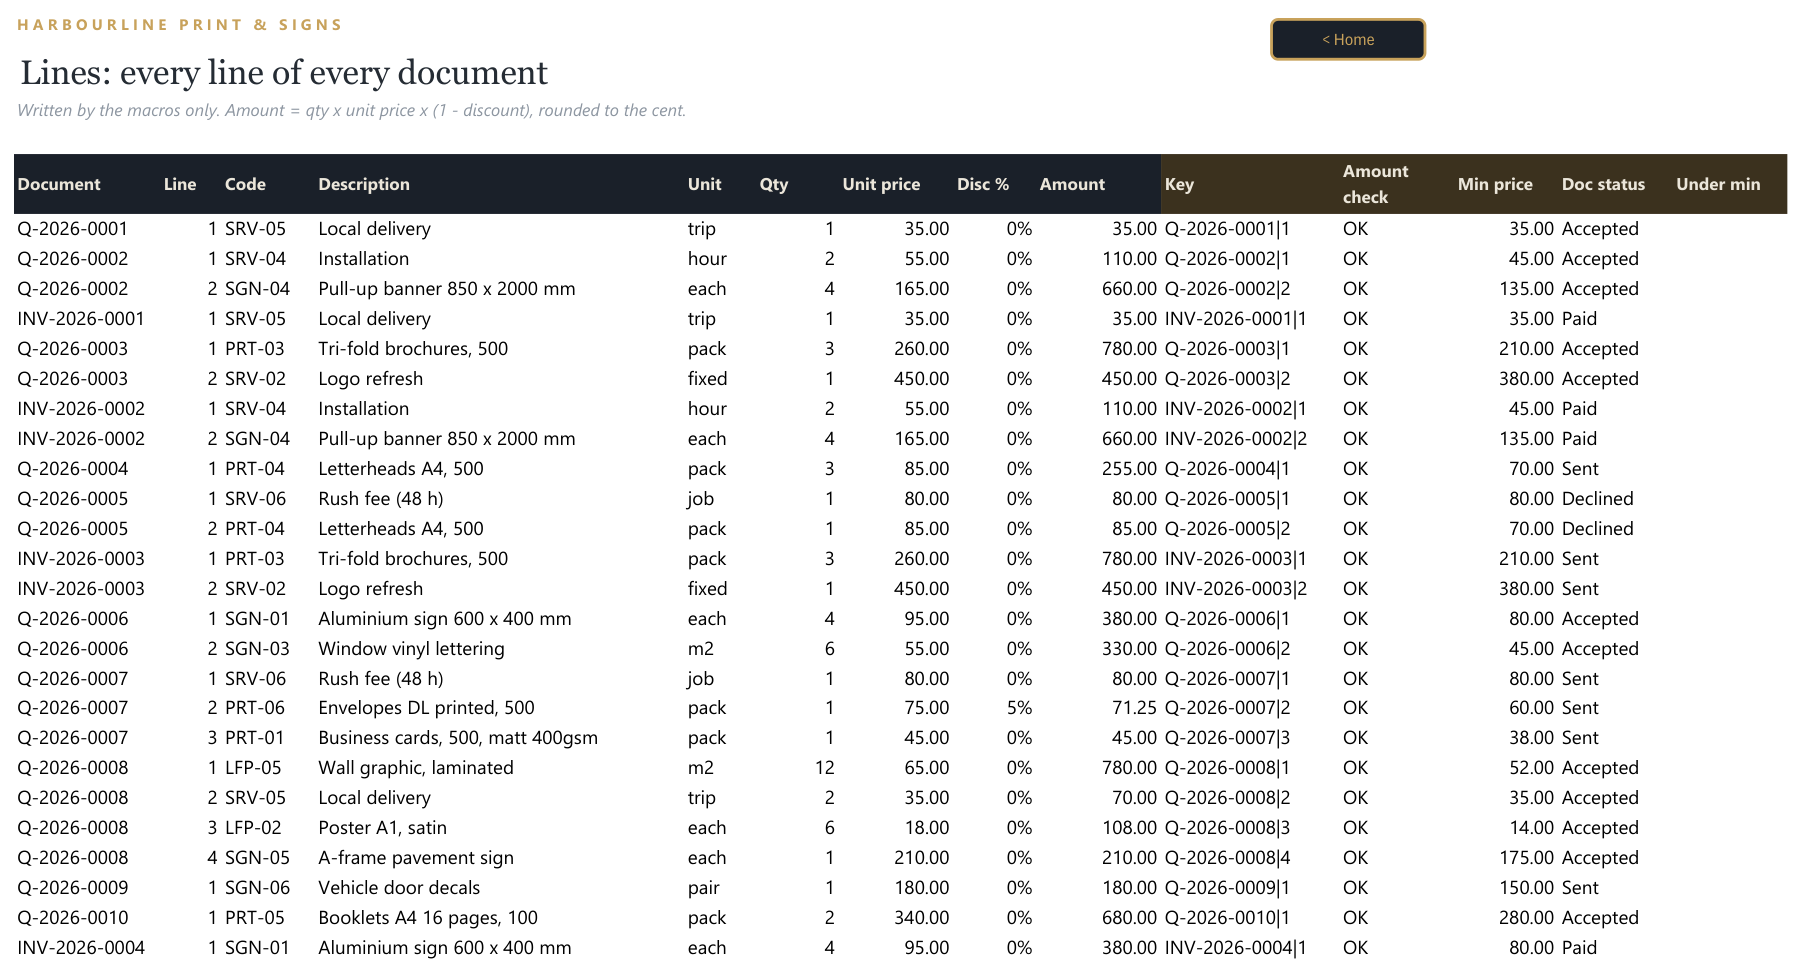 HARBOURLINE PRINT & SIGNS
< Home
Lines: every line of every document
Written by the macros only. Amount = qty x unit price x (1 - discount), rounded to the cent.
Document Line Code Description Unit Qty Unit price Disc % Amount Key Amount check Min price Doc status Under min
Q-2026-0001 1 SRV-05 Local delivery trip 1 35.00 0% 35.00 Q-2026-0001|1 OK 35.00 Accepted
Q-2026-0002 1 SRV-04 Installation hour 2 55.00 0% 110.00 Q-2026-0002|1 OK 45.00 Accepted
Q-2026-0002 2 SGN-04 Pull-up banner 850 x 2000 mm each 4 165.00 0% 660.00 Q-2026-0002|2 OK 135.00 Accepted
INV-2026-0001 1 SRV-05 Local delivery trip 1 35.00 0% 35.00 INV-2026-0001|1 OK 35.00 Paid
Q-2026-0003 1 PRT-03 Tri-fold brochures, 500 pack 3 260.00 0% 780.00 Q-2026-0003|1 OK 210.00 Accepted
Q-2026-0003 2 SRV-02 Logo refresh fixed 1 450.00 0% 450.00 Q-2026-0003|2 OK 380.00 Accepted
INV-2026-0002 1 SRV-04 Installation hour 2 55.00 0% 110.00 INV-2026-0002|1 OK 45.00 Paid
INV-2026-0002 2 SGN-04 Pull-up banner 850 x 2000 mm each 4 165.00 0% 660.00 INV-2026-0002|2 OK 135.00 Paid
Q-2026-0004 1 PRT-04 Letterheads A4, 500 pack 3 85.00 0% 255.00 Q-2026-0004|1 OK 70.00 Sent
Q-2026-0005 1 SRV-06 Rush fee (48 h) job 1 80.00 0% 80.00 Q-2026-0005|1 OK 80.00 Declined
Q-2026-0005 2 PRT-04 Letterheads A4, 500 pack 1 85.00 0% 85.00 Q-2026-0005|2 OK 70.00 Declined
INV-2026-0003 1 PRT-03 Tri-fold brochures, 500 pack 3 260.00 0% 780.00 INV-2026-0003|1 OK 210.00 Sent
INV-2026-0003 2 SRV-02 Logo refresh fixed 1 450.00 0% 450.00 INV-2026-0003|2 OK 380.00 Sent
Q-2026-0006 1 SGN-01 Aluminium sign 600 x 400 mm each 4 95.00 0% 380.00 Q-2026-0006|1 OK 80.00 Accepted
Q-2026-0006 2 SGN-03 Window vinyl lettering m2 6 55.00 0% 330.00 Q-2026-0006|2 OK 45.00 Accepted
Q-2026-0007 1 SRV-06 Rush fee (48 h) job 1 80.00 0% 80.00 Q-2026-0007|1 OK 80.00 Sent
Q-2026-0007 2 PRT-06 Envelopes DL printed, 500 pack 1 75.00 5% 71.25 Q-2026-0007|2 OK 60.00 Sent
Q-2026-0007 3 PRT-01 Business cards, 500, matt 400gsm pack 1 45.00 0% 45.00 Q-2026-0007|3 OK 38.00 Sent
Q-2026-0008 1 LFP-05 Wall graphic, laminated m2 12 65.00 0% 780.00 Q-2026-0008|1 OK 52.00 Accepted
Q-2026-0008 2 SRV-05 Local delivery trip 2 35.00 0% 70.00 Q-2026-0008|2 OK 35.00 Accepted
Q-2026-0008 3 LFP-02 Poster A1, satin each 6 18.00 0% 108.00 Q-2026-0008|3 OK 14.00 Accepted
Q-2026-0008 4 SGN-05 A-frame pavement sign each 1 210.00 0% 210.00 Q-2026-0008|4 OK 175.00 Accepted
Q-2026-0009 1 SGN-06 Vehicle door decals pair 1 180.00 0% 180.00 Q-2026-0009|1 OK 150.00 Sent
Q-2026-0010 1 PRT-05 Booklets A4 16 pages, 100 pack 2 340.00 0% 680.00 Q-2026-0010|1 OK 280.00 Accepted
INV-2026-0004 1 SGN-01 Aluminium sign 600 x 400 mm each 4 95.00 0% 380.00 INV-2026-0004|1 OK 80.00 Paid